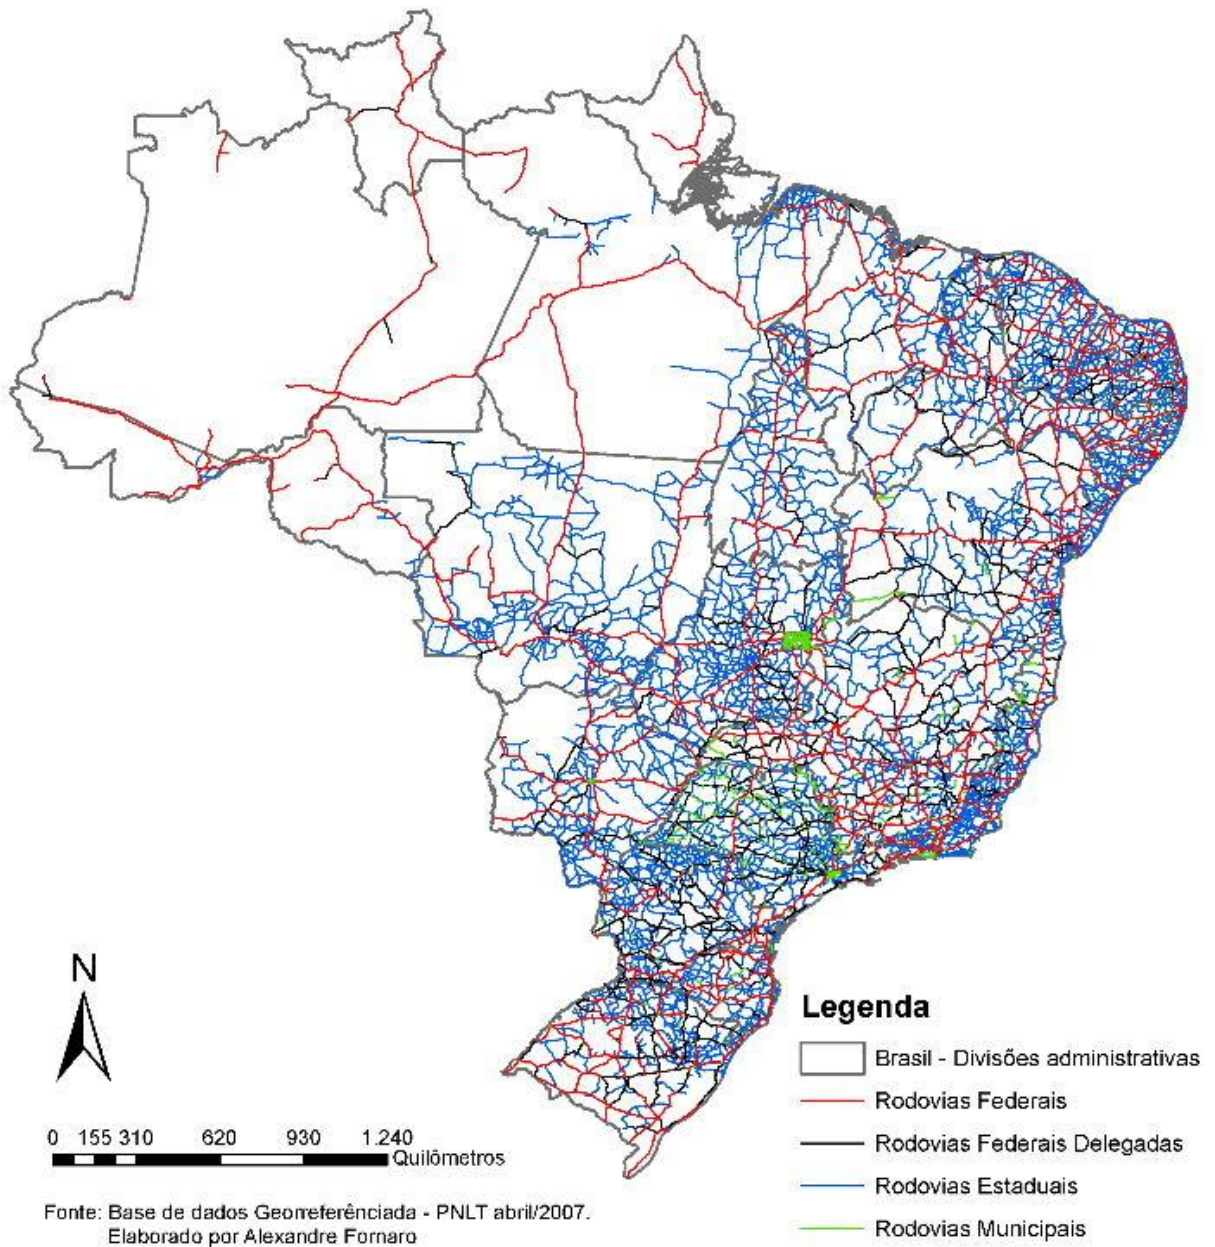 N
0 155 310 620 930 1.240
Quilômetros
Fonte: Base de dados Georreferênciada - PNLT abril/2007.
Elaborado por Alexandre Fornaro
Legenda
Brasil - Divisões administrativas
Rodovias Federais
Rodovias Federais Delegadas
Rodovias Estaduais
Rodovias Municipais